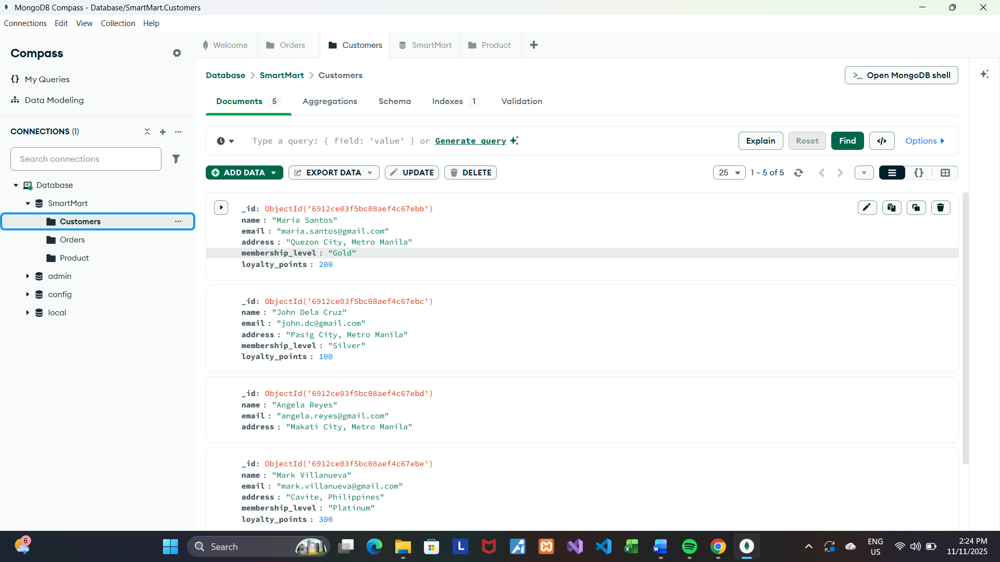 MongoDB Compass - Database/SmartMart.Customers
Connections Edit View Collection Help
Compass
My Queries
Data Modeling
CONNECTIONS (1)
Search connections
Database
SmartMart
Customers
Orders
Product
admin
config
local
Welcome Orders Customers SmartMart Product
Database > SmartMart > Customers
>_ Open MongoDB shell
Documents 5 Aggregations Schema Indexes 1 Validation
Type a query: { field: 'value' } or Generate query
Explain Reset Find </> Options
ADD DATA EXPORT DATA UPDATE DELETE
25 1 – 5 of 5 {}
_id: ObjectId('6912ce03f5bc08aef4c67ebb')
name : "Maria Santos"
email : "maria.santos@gmail.com"
address : "Quezon City, Metro Manila"
membership_level : "Gold"
loyalty_points : 200
_id: ObjectId('6912ce03f5bc08aef4c67ebc')
name : "John Dela Cruz"
email : "john.dc@gmail.com"
address : "Pasig City, Metro Manila"
membership_level : "Silver"
loyalty_points : 100
_id: ObjectId('6912ce03f5bc08aef4c67ebd')
name : "Angela Reyes"
email : "angela.reyes@gmail.com"
address : "Makati City, Metro Manila"
_id: ObjectId('6912ce03f5bc08aef4c67ebe')
name : "Mark Villanueva"
email : "mark.villanueva@gmail.com"
address : "Cavite, Philippines"
membership_level : "Platinum"
loyalty_points : 300
6
Search
L
ENG
US
2:24 PM
11/11/2025